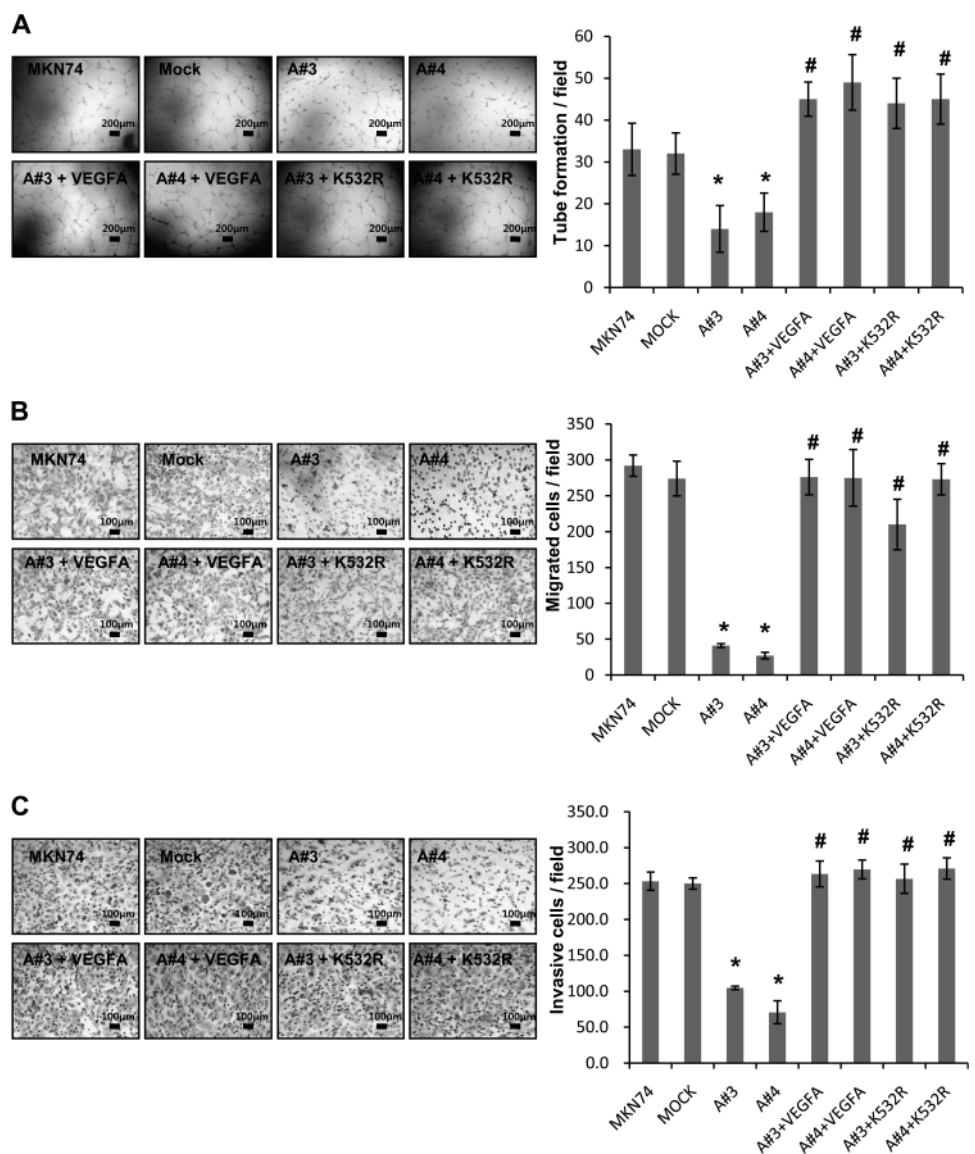 A
MKN74 Mock A#3 A#4
200μm 200μm 200μm 200μm
A#3 + VEGFA A#4 + VEGFA A#3 + K532R A#4 + K532R
200μm 200μm 200μm 200μm
Tube formation / field
60
50
40
30
20
10
0
* * # # # #
MKN74 MOCK A#3 A#4 A#3+VEGFA A#4+VEGFA A#3+K532R A#4+K532R
B
MKN74 Mock A#3 A#4
100μm 100μm 100μm 100μm
A#3 + VEGFA A#4 + VEGFA A#3 + K532R A#4 + K532R
100μm 100μm 100μm 100μm
Migrated cells / field
350
300
250
200
150
100
50
0
* * # # # #
MKN74 MOCK A#3 A#4 A#3+VEGFA A#4+VEGFA A#3+K532R A#4+K532R
C
MKN74 Mock A#3 A#4
100μm 100μm 100μm 100μm
A#3 + VEGFA A#4 + VEGFA A#3 + K532R A#4 + K532R
100μm 100μm 100μm 100μm
Invasive cells / field
350.0
300.0
250.0
200.0
150.0
100.0
50.0
0.0
* * # # # #
MKN74 MOCK A#3 A#4 A#3+VEGFA A#4+VEGFA A#3+K532R A#4+K532R